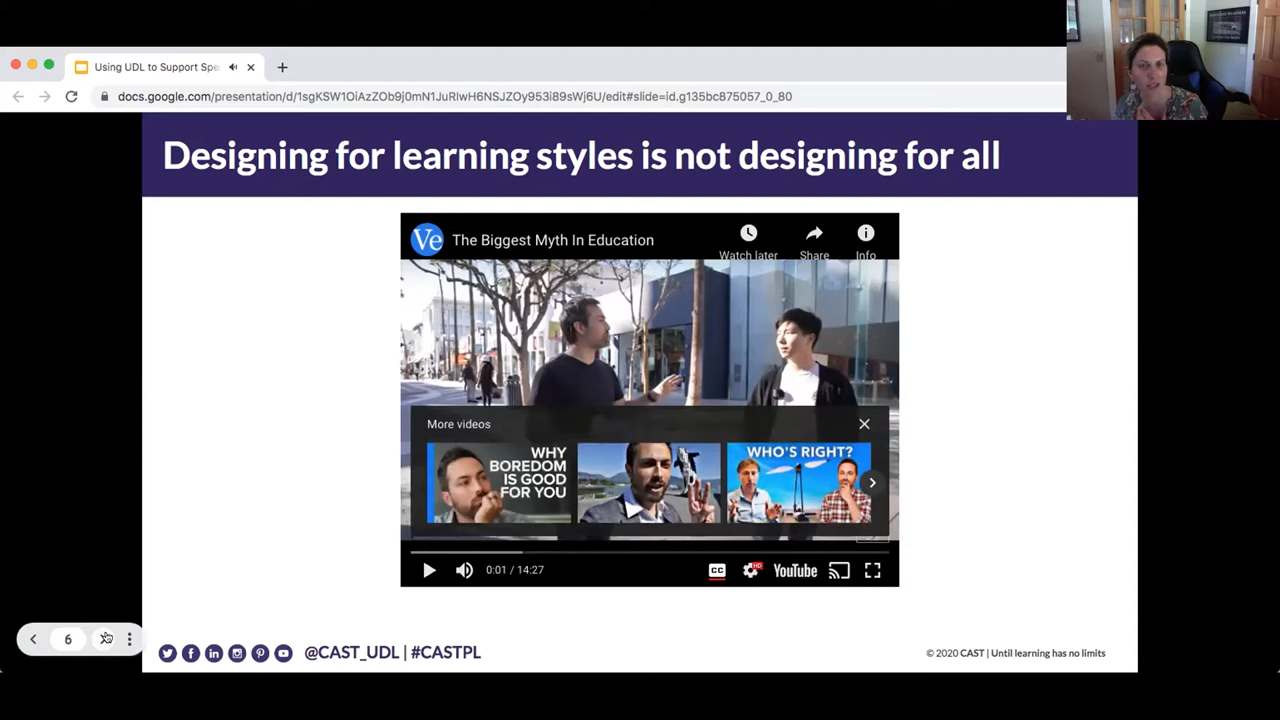 Using UDL to Support Spe
docs.google.com/presentation/d/1sgKSW1OiAzZOb9j0mN1JuRlwH6NSJZOy953i89sWj6U/edit#slide=id.g135bc875057_0_80
Designing for learning styles is not designing for all
Ve The Biggest Myth In Education
Watch later Share Info
More videos
WHY
BOREDOM
IS GOOD
FOR YOU
WHO'S RIGHT?
0:01 / 14:27 CC HD YouTube
6
@CAST_UDL | #CASTPL
© 2020 CAST | Until learning has no limits